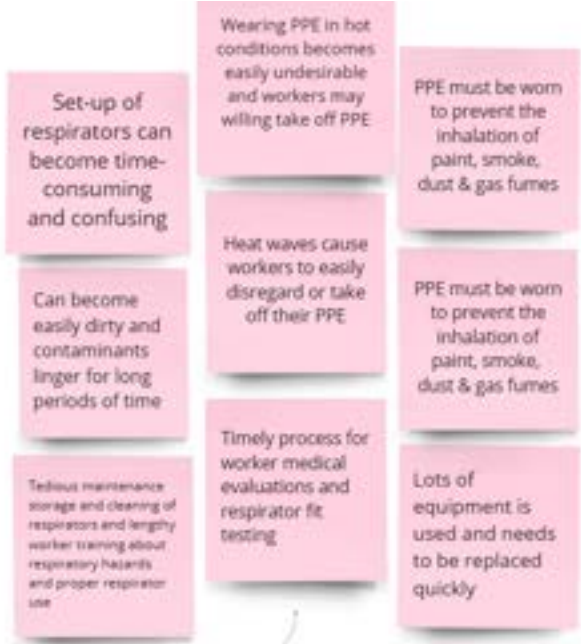 Set-up of
respirators can
become time-
consuming
and confusing
Can become
easily dirty and
contaminants
linger for long
periods of time
Tedious maintenance
storage and cleaning of
respirators and lengthy
worker training about
respiratory hazards
and proper respirator
use
Wearing PPE in hot
conditions becomes
easily undesirable
and workers may
willing take off PPE
Heat waves cause
workers to easily
disregard or take
off their PPE
Timely process for
worker medical
evaluations and
respirator fit
testing
PPE must be worn
to prevent the
inhalation of
paint, smoke,
dust & gas fumes
PPE must be worn
to prevent the
inhalation of
paint, smoke,
dust & gas fumes
Lots of
equipment is
used and needs
to be replaced
quickly